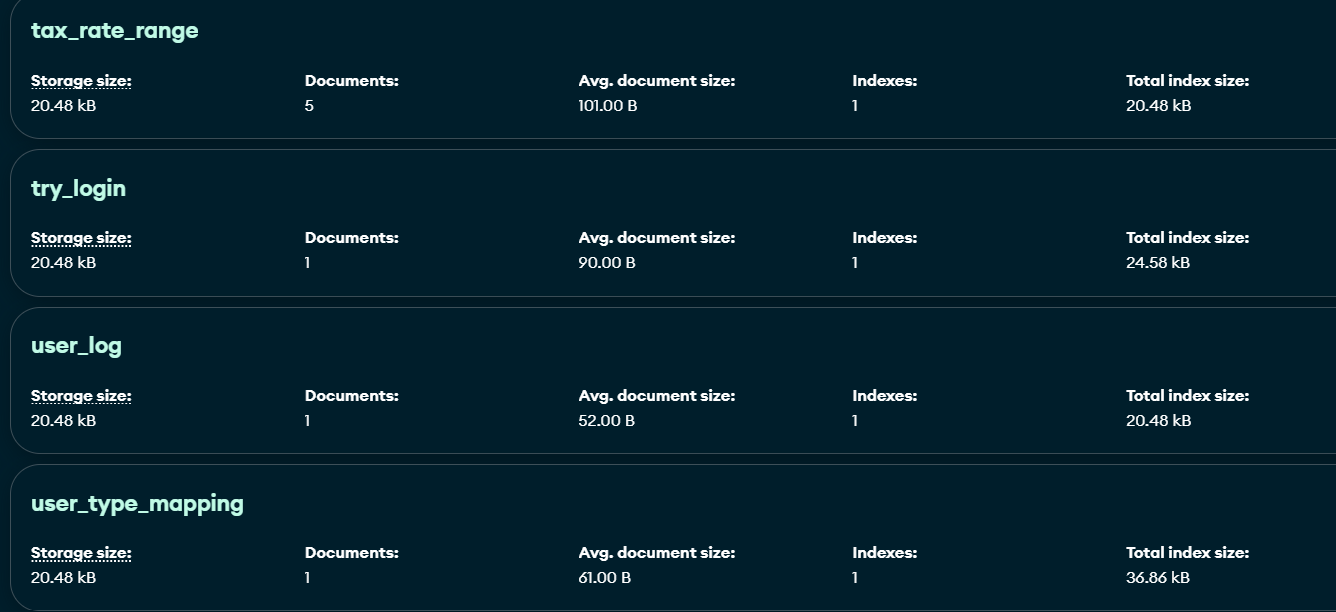 tax_rate_range
Storage size: Documents: Avg. document size: Indexes: Total index size:
20.48 kB 5 101.00 B 1 20.48 kB
try_login
Storage size: Documents: Avg. document size: Indexes: Total index size:
20.48 kB 1 90.00 B 1 24.58 kB
user_log
Storage size: Documents: Avg. document size: Indexes: Total index size:
20.48 kB 1 52.00 B 1 20.48 kB
user_type_mapping
Storage size: Documents: Avg. document size: Indexes: Total index size:
20.48 kB 1 61.00 B 1 36.86 kB